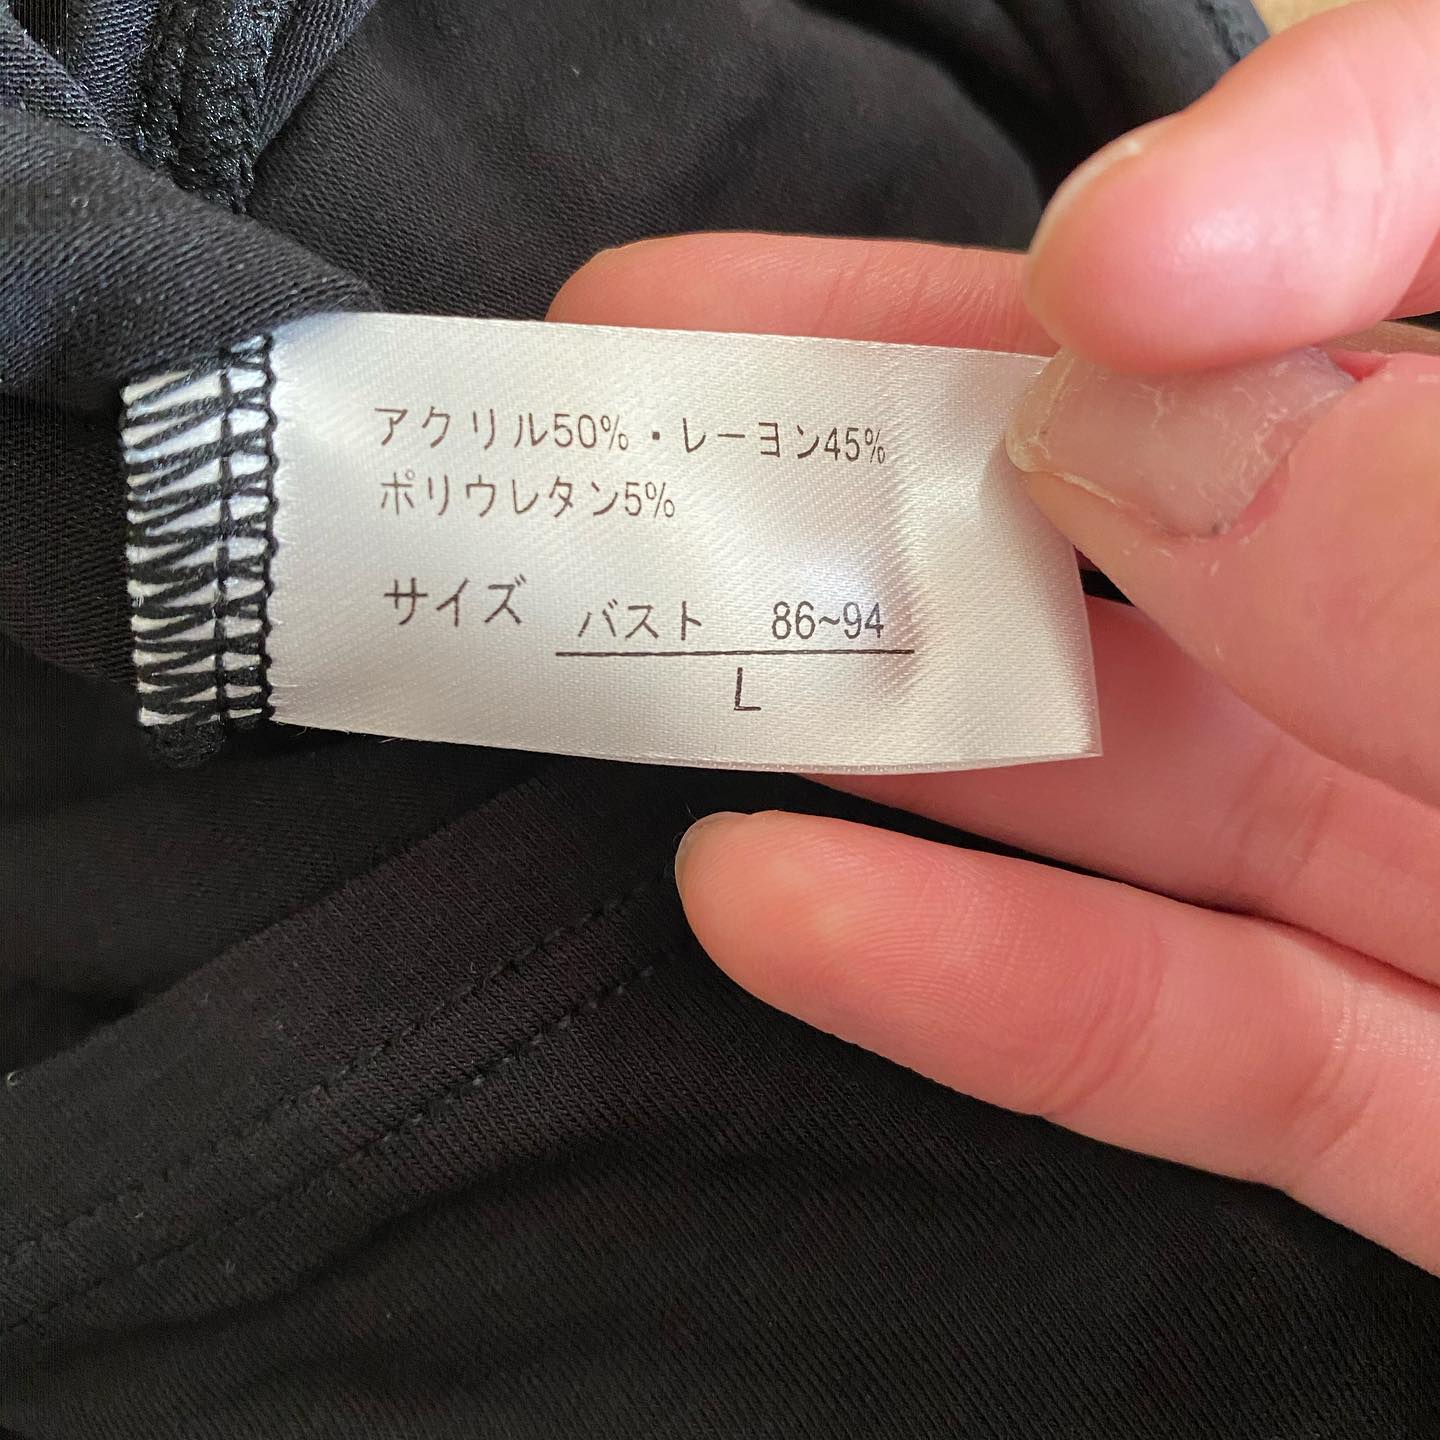 アクリル50%・レーヨン45%
ポリウレタン5%
サイズ バスト 86~94
L